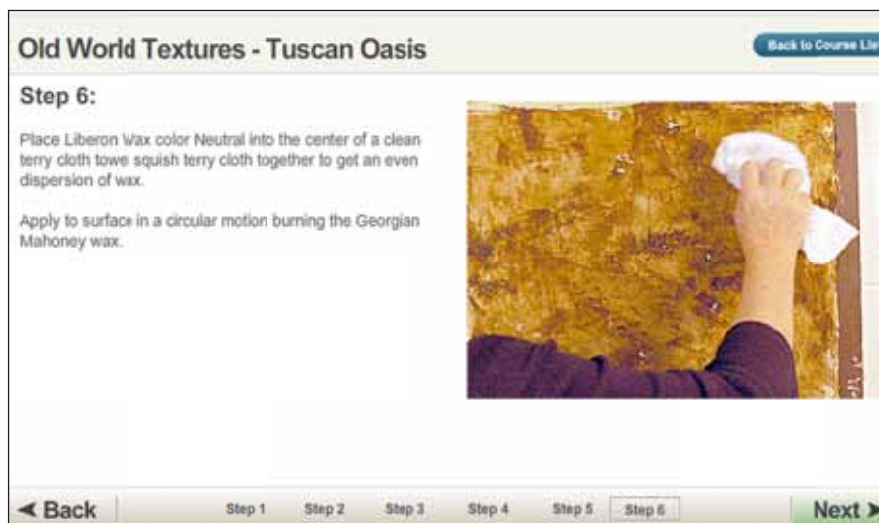 Old World Textures - Tuscan Oasis
Back to Course List
Step 6:
Place Liberon Wax color Neutral into the center of a clean
terry cloth towe squish terry cloth together to get an even
dispersion of wax.
Apply to surface in a circular motion burning the Georgian
Mahoney wax.
Back
Step 1
Step 2
Step 3
Step 4
Step 5
Step 6
Next